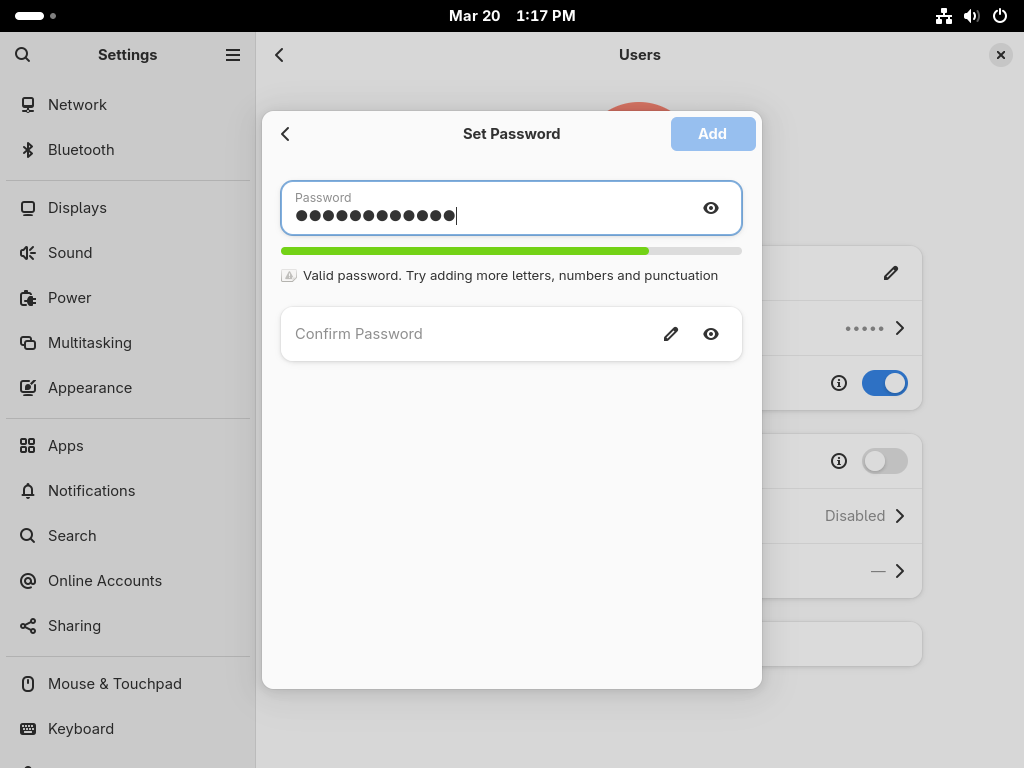 Mar 20 1:17 PM
Settings
Users
Network
Bluetooth
Displays
Sound
Power
Multitasking
Appearance
Apps
Notifications
Search
Online Accounts
Sharing
Mouse & Touchpad
Keyboard
Set Password
Add
Password
●●●●●●●●●●●●
Valid password. Try adding more letters, numbers and punctuation
Confirm Password
•••••
Disabled
—